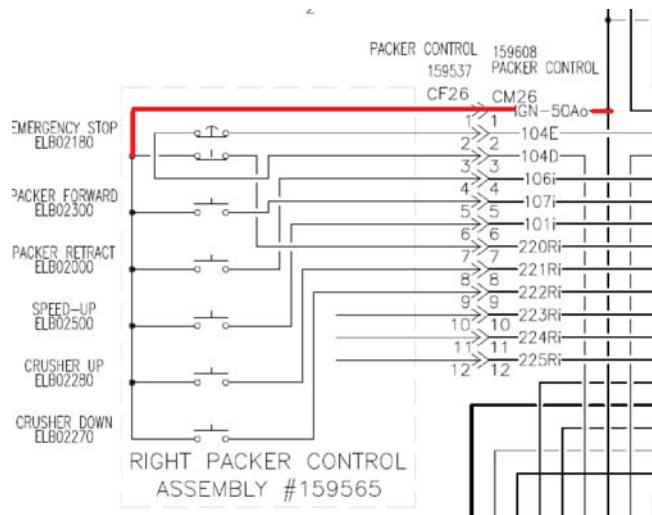 PACKER CONTROL 159608
159537 PACKER CONTROL
CF26 CM26
1 1 IGN-50Ao
EMERGENCY STOP
ELB02180
2 2 104E
3 3 104D
PACKER FORWARD
ELB02300
4 4 106i
5 5 107i
6 6 101i
PACKER RETRACT
ELB02000
7 7 220Ri
8 8 221Ri
SPEED-UP
ELB02500
9 9 222Ri
10 10 223Ri
11 11 224Ri
CRUSHER UP
ELB02280
12 12 225Ri
CRUSHER DOWN
ELB02270
RIGHT PACKER CONTROL
ASSEMBLY #159565